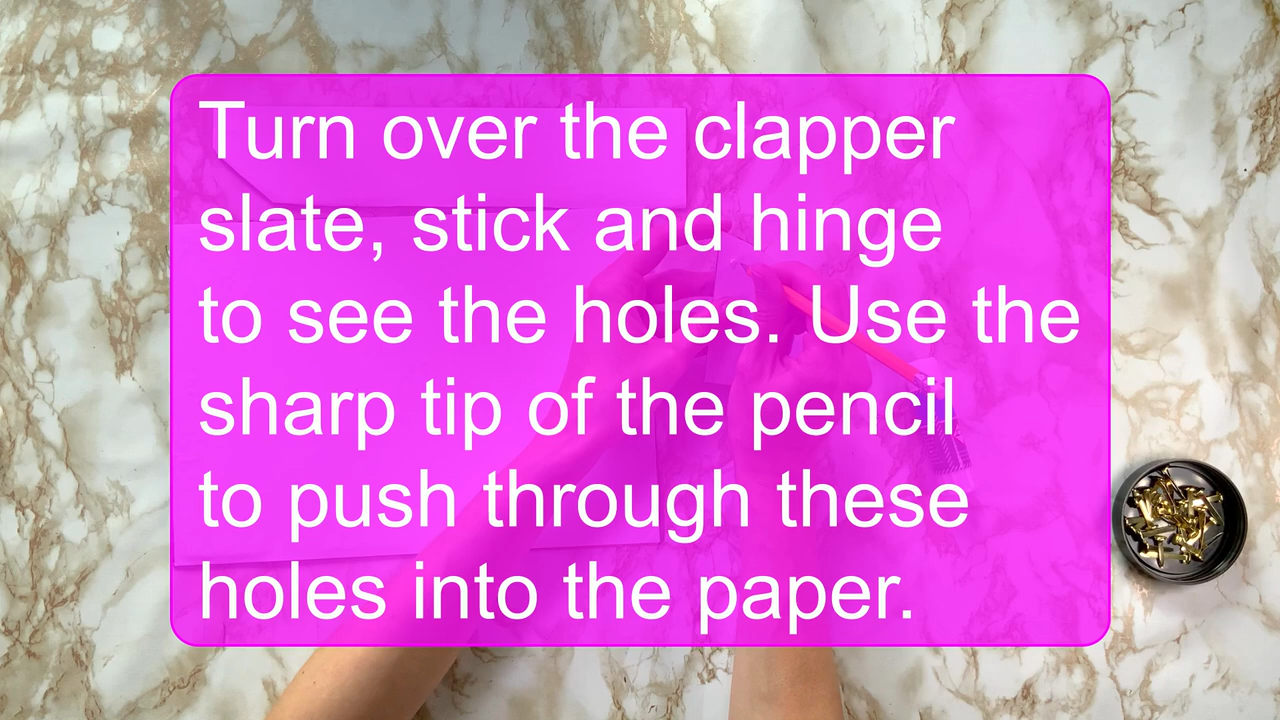 Turn over the clapper
slate, stick and hinge
to see the holes. Use the
sharp tip of the pencil
to push through these
holes into the paper.